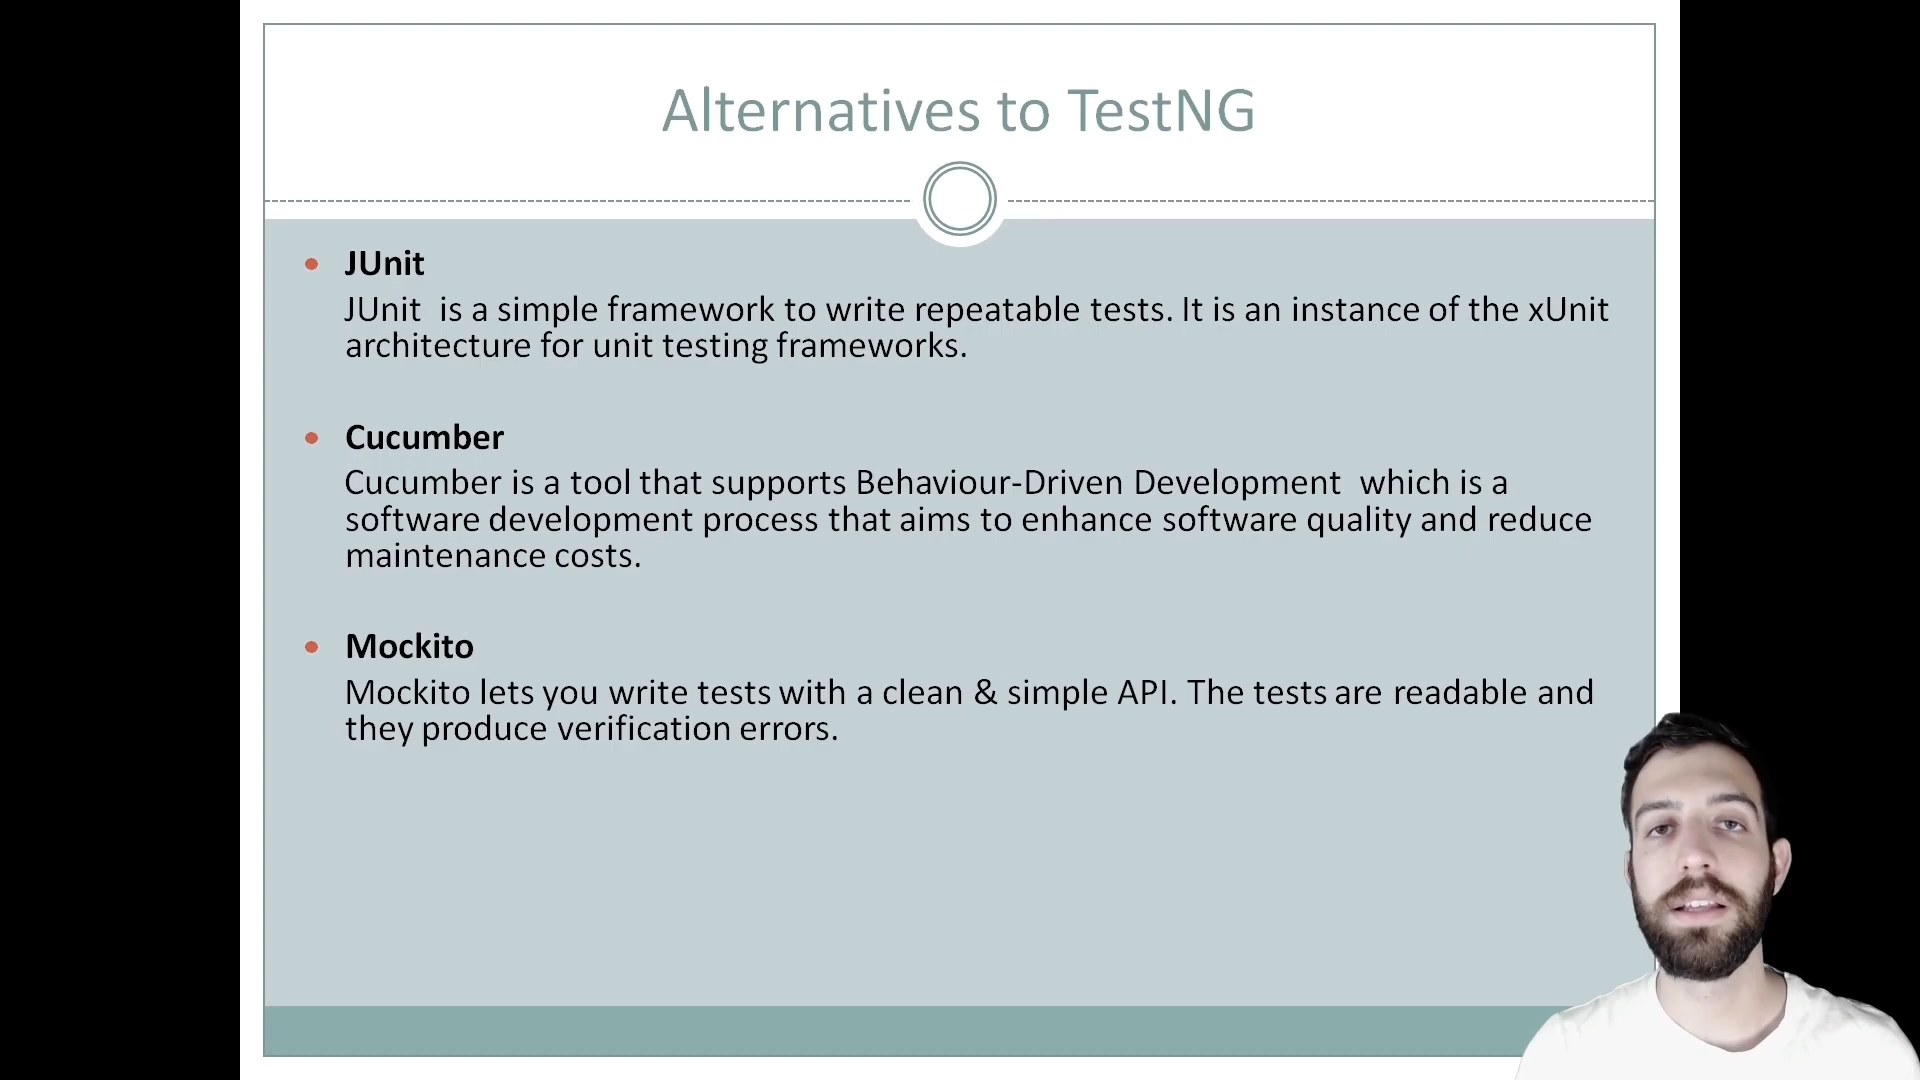 Alternatives to TestNG
JUnit
JUnit  is a simple framework to write repeatable tests. It is an instance of the xUnit
architecture for unit testing frameworks.
Cucumber
Cucumber is a tool that supports Behaviour-Driven Development  which is a
software development process that aims to enhance software quality and reduce
maintenance costs.
Mockito
Mockito lets you write tests with a clean & simple API. The tests are readable and
they produce verification errors.